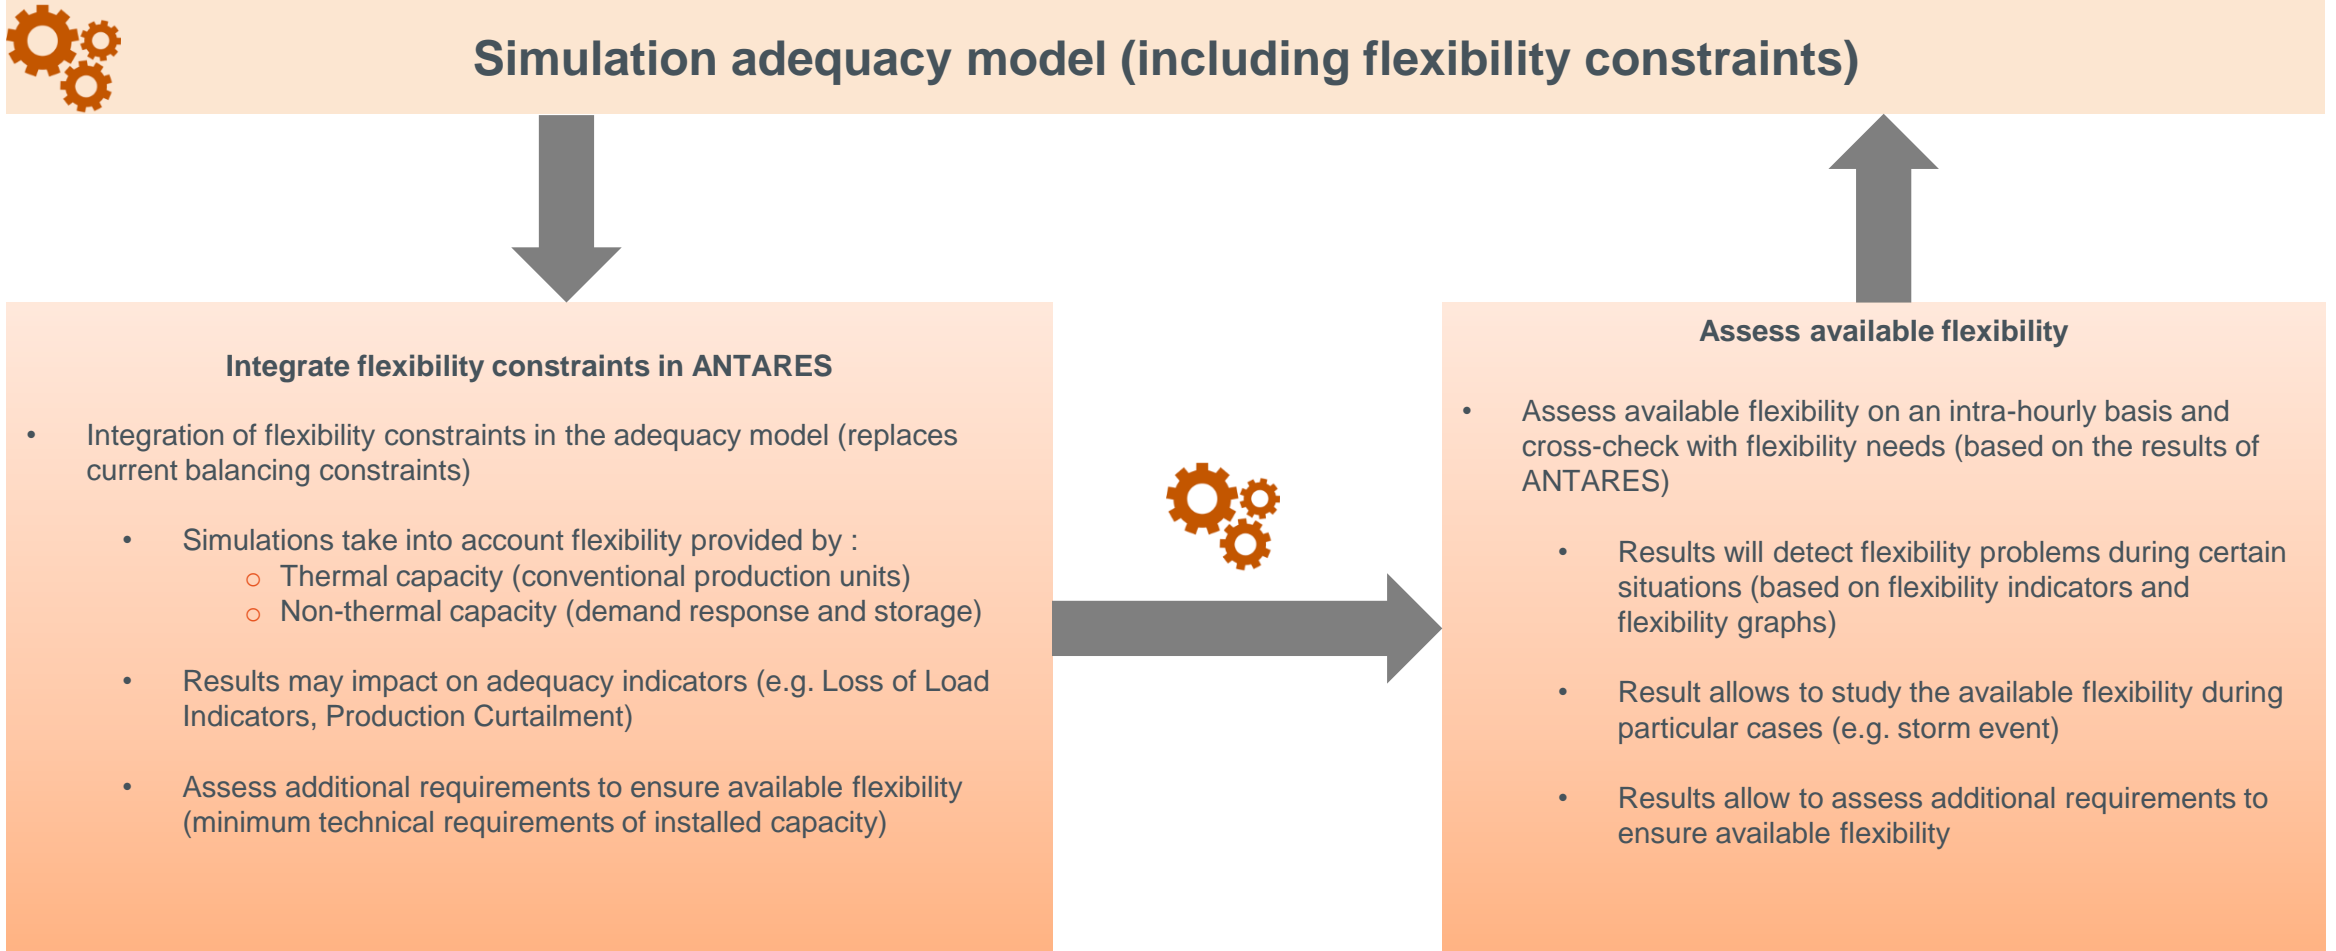 Simulation adequacy model (including flexibility constraints)
Integrate flexibility constraints in ANTARES
• Integration of flexibility constraints in the adequacy model (replaces
current balancing constraints)
• Simulations take into account flexibility provided by :
o Thermal capacity (conventional production units)
o Non-thermal capacity (demand response and storage)
• Results may impact on adequacy indicators (e.g. Loss of Load
Indicators, Production Curtailment)
• Assess additional requirements to ensure available flexibility
(minimum technical requirements of installed capacity)
Assess available flexibility
• Assess available flexibility on an intra-hourly basis and
cross-check with flexibility needs (based on the results of
ANTARES)
• Results will detect flexibility problems during certain
situations (based on flexibility indicators and
flexibility graphs)
• Result allows to study the available flexibility during
particular cases (e.g. storm event)
• Results allow to assess additional requirements to
ensure available flexibility